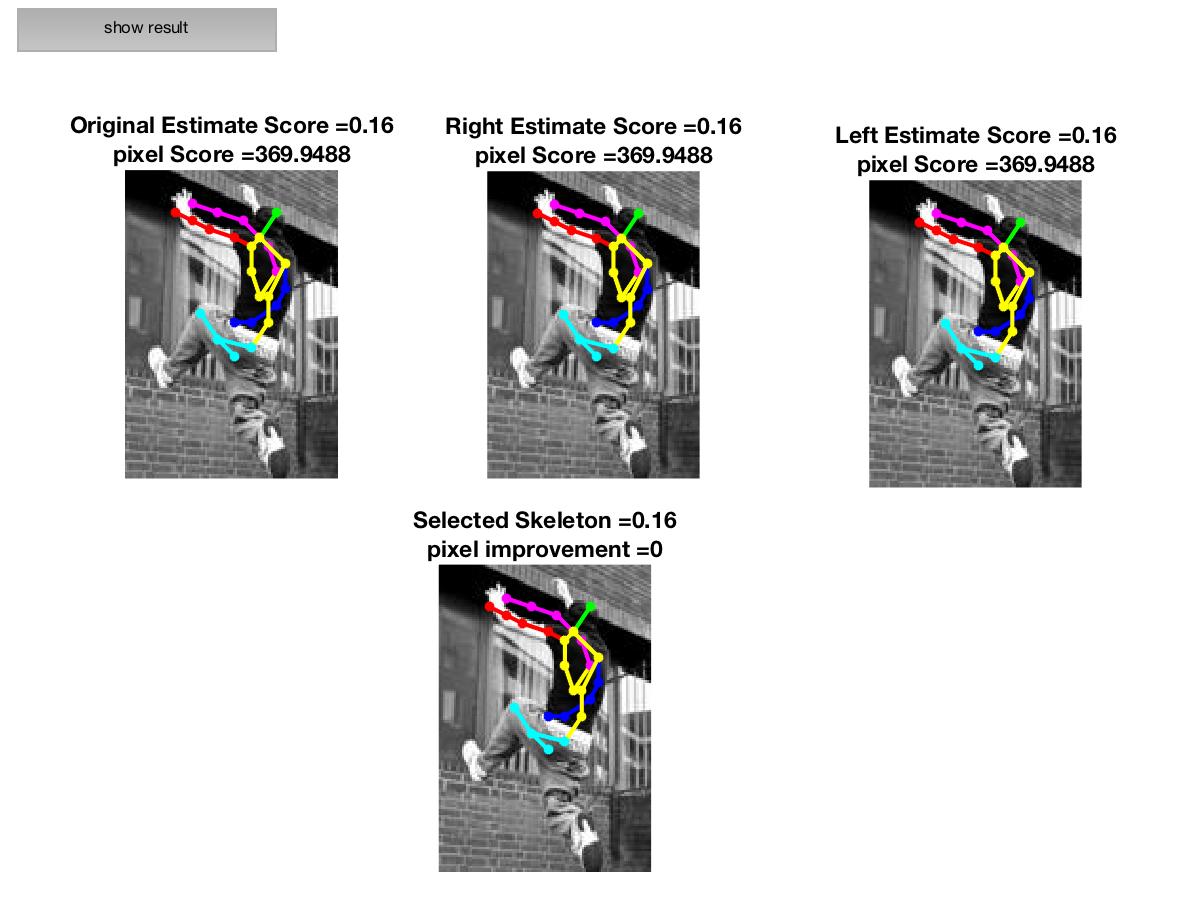 show result
Original Estimate Score =0.16
pixel Score =369.9488
Right Estimate Score =0.16
pixel Score =369.9488
Left Estimate Score =0.16
pixel Score =369.9488
Selected Skeleton =0.16
pixel improvement =0